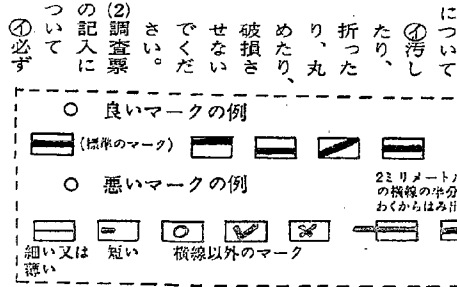 について
㋑汚し
たり、
折った
り、丸
めたり、
破損さ
せない
でくだ
さい。
(2)調査票
の記入に
ついて
㋑必ず
○ 良いマークの例
(標準のマーク)
○ 悪いマークの例
2ミリメート
の横線の半分
わくからはみ出
細い又は
薄い
短い
横線以外のマーク